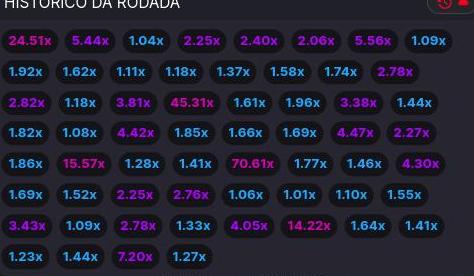 HISTÓRICO DA RODADA
24.51x 5.44x 1.04x 2.25x 2.40x 2.06x 5.56x 1.09x
1.92x 1.62x 1.11x 1.18x 1.37x 1.58x 1.74x 2.78x
2.82x 1.18x 3.81x 45.31x 1.61x 1.96x 3.38x 1.44x
1.82x 1.08x 4.42x 1.85x 1.66x 1.69x 4.47x 2.27x
1.86x 15.57x 1.28x 1.41x 70.61x 1.77x 1.46x 4.30x
1.69x 1.52x 2.25x 2.76x 1.06x 1.01x 1.10x 1.55x
3.43x 1.09x 2.78x 1.33x 4.05x 14.22x 1.64x 1.41x
1.23x 1.44x 7.20x 1.27x